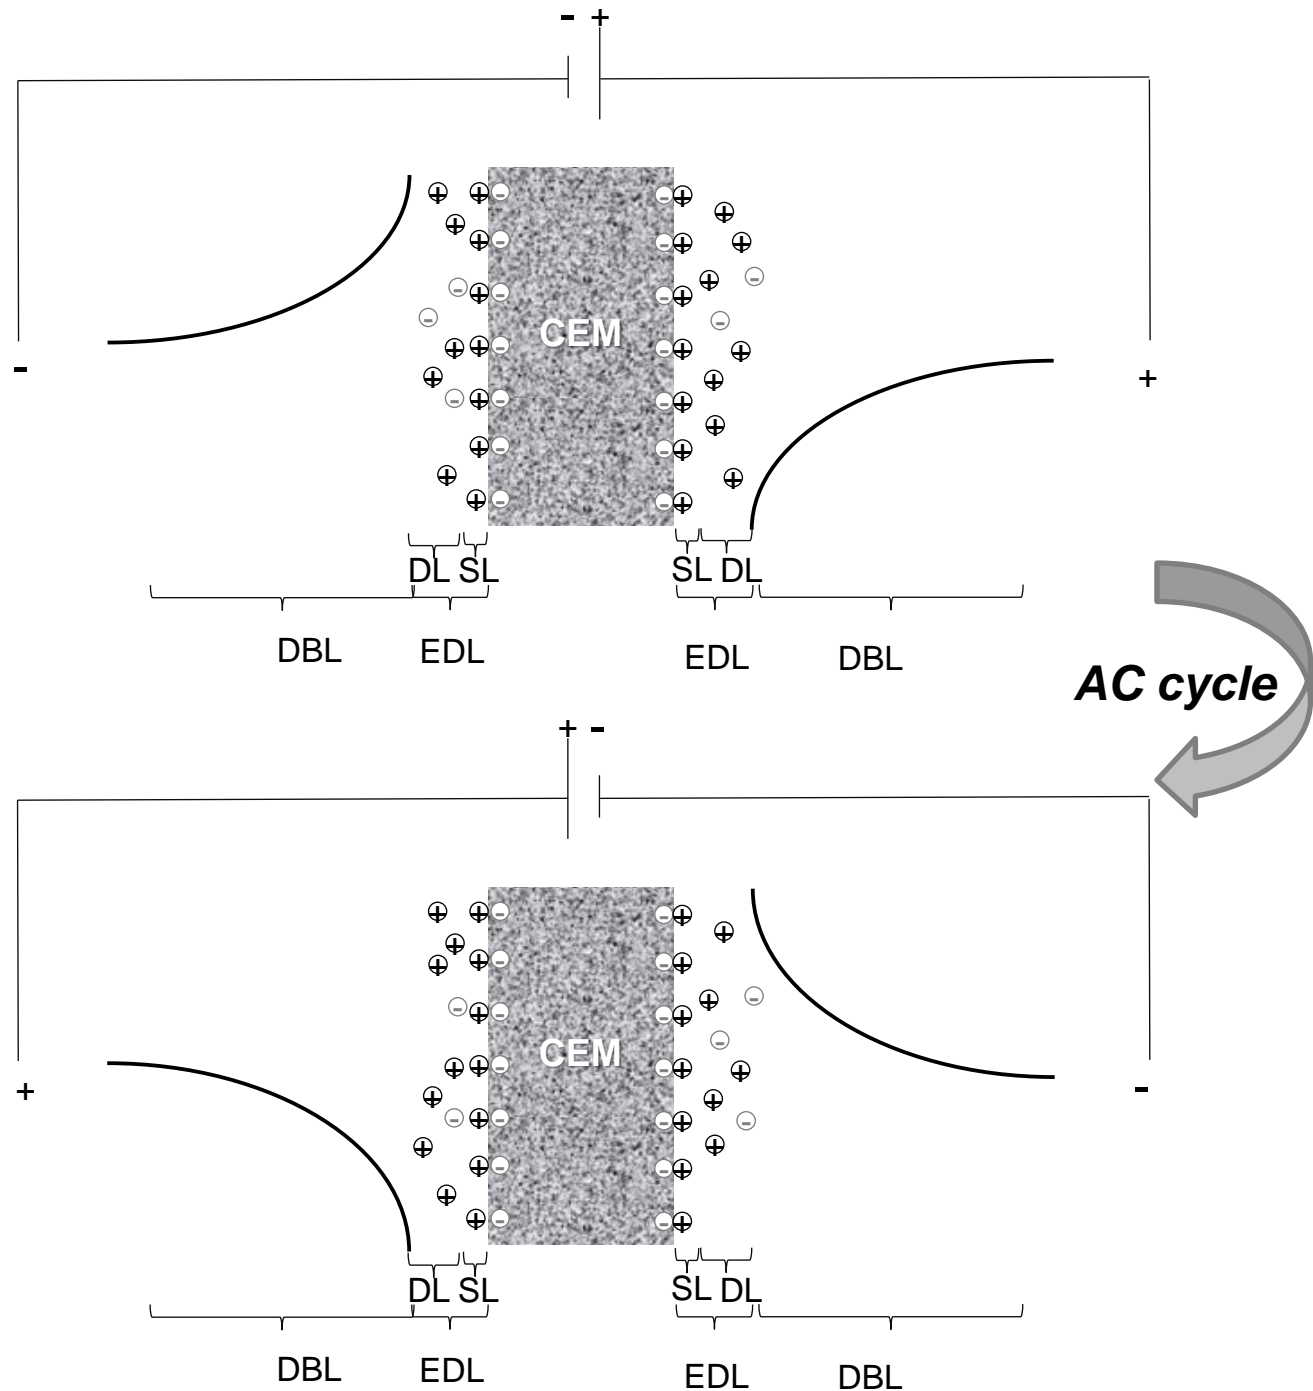 - +
CEM
-
+
DL SL
SL DL
DBL
EDL
EDL
DBL
AC cycle
+ -
CEM
+
-
DL SL
SL DL
DBL
EDL
EDL
DBL